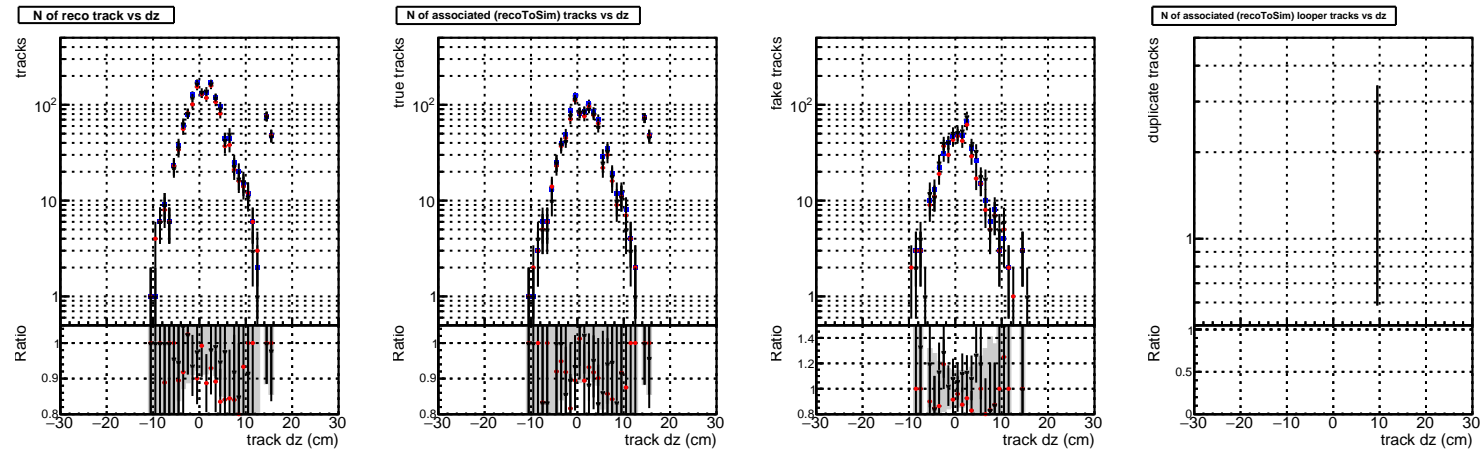 N of reco track vs dz
tracks
10²
10
1
Ratio
1
0.9
0.8
−30 −20 −10 0 10 20 30
track dz (cm)
N of associated (recoToSim) tracks vs dz
true tracks
10²
10
1
Ratio
1
0.9
0.8
−30 −20 −10 0 10 20 30
track dz (cm)
fake tracks
10²
10
1
Ratio
1.4
1.2
1
0.8
−30 −20 −10 0 10 20 30
track dz (cm)
N of associated (recoToSim) looper tracks vs dz
duplicate tracks
1
Ratio
1
0.5
0
−30 −20 −10 0 10 20 30
track dz (cm)